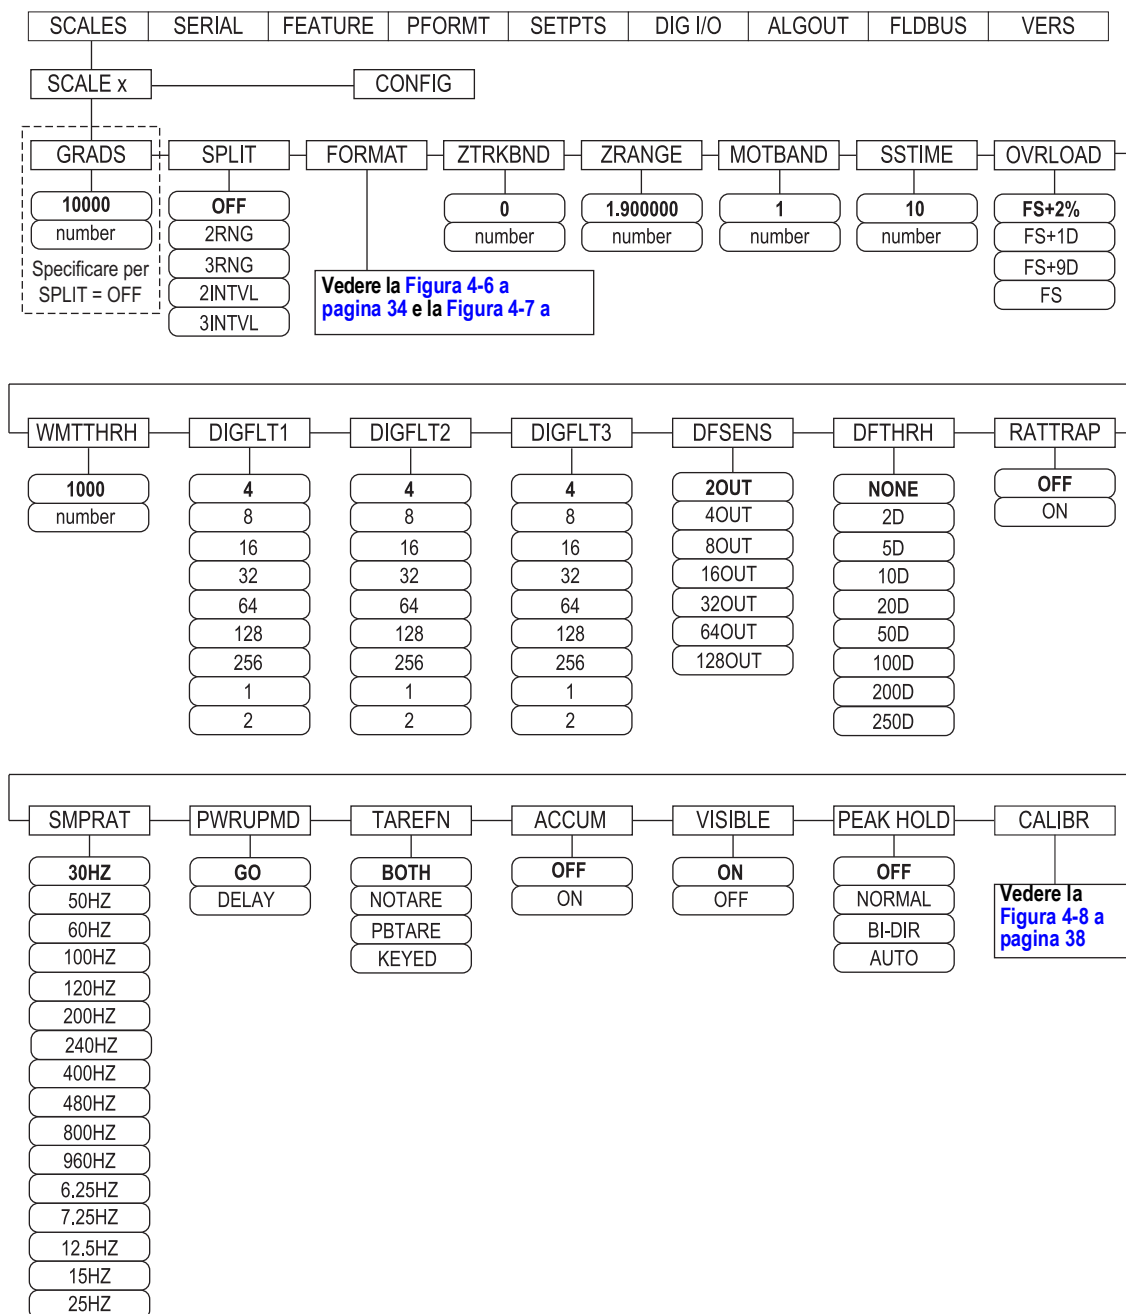 SCALES SERIAL FEATURE PFORMT SETPTS DIG I/O ALGOUT FLDBUS VERS
SCALE x CONFIG
GRADS SPLIT FORMAT ZTRKBND ZRANGE MOTBAND SSTIME OVRLOAD
10000
number
Specificare per
SPLIT = OFF
OFF
2RNG
3RNG
2INTVL
3INTVL
Vedere la Figura 4-6 a
pagina 34 e la Figura 4-7 a
0
number
1.900000
number
1
number
10
number
FS+2%
FS+1D
FS+9D
FS
WMTTHRH DIGFLT1 DIGFLT2 DIGFLT3 DFSENS DFTHRH RATTRAP
1000
number
4
8
16
32
64
128
256
1
2
4
8
16
32
64
128
256
1
2
4
8
16
32
64
128
256
1
2
2OUT
4OUT
8OUT
16OUT
32OUT
64OUT
128OUT
NONE
2D
5D
10D
20D
50D
100D
200D
250D
OFF
ON
SMPRAT PWRUPMD TAREFN ACCUM VISIBLE PEAK HOLD CALIBR
30HZ
50HZ
60HZ
100HZ
120HZ
200HZ
240HZ
400HZ
480HZ
800HZ
960HZ
6.25HZ
7.25HZ
12.5HZ
15HZ
25HZ
GO
DELAY
BOTH
NOTARE
PBTARE
KEYED
OFF
ON
ON
OFF
OFF
NORMAL
BI-DIR
AUTO
Vedere la
Figura 4-8 a
pagina 38